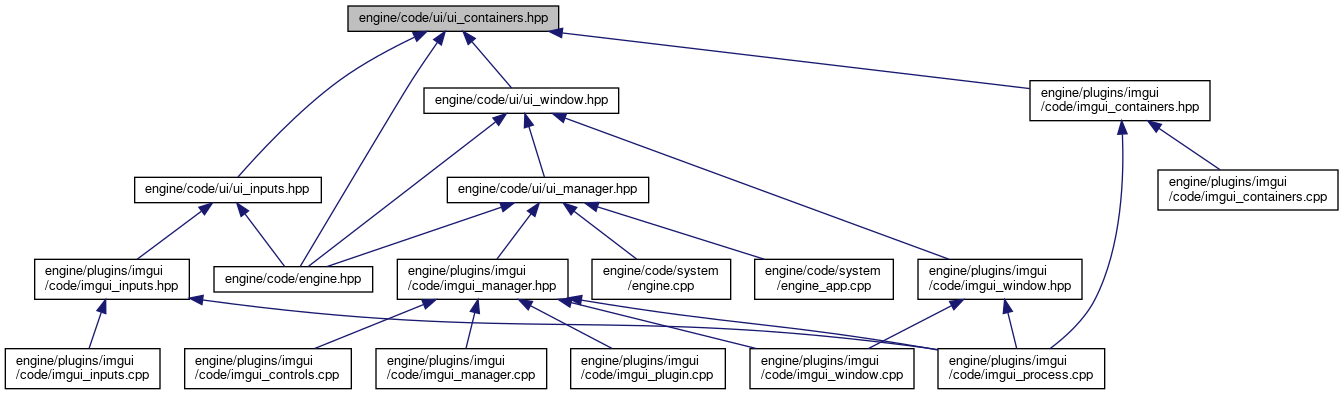 engine/code/ui/ui_containers.hpp
engine/code/ui/ui_window.hpp
engine/plugins/imgui
/code/imgui_containers.hpp
engine/code/ui/ui_inputs.hpp
engine/code/ui/ui_manager.hpp
engine/plugins/imgui
/code/imgui_containers.cpp
engine/plugins/imgui
/code/imgui_inputs.hpp
engine/code/engine.hpp
engine/plugins/imgui
/code/imgui_manager.hpp
engine/code/system
/engine.cpp
engine/code/system
/engine_app.cpp
engine/plugins/imgui
/code/imgui_window.hpp
engine/plugins/imgui
/code/imgui_inputs.cpp
engine/plugins/imgui
/code/imgui_controls.cpp
engine/plugins/imgui
/code/imgui_manager.cpp
engine/plugins/imgui
/code/imgui_plugin.cpp
engine/plugins/imgui
/code/imgui_window.cpp
engine/plugins/imgui
/code/imgui_process.cpp